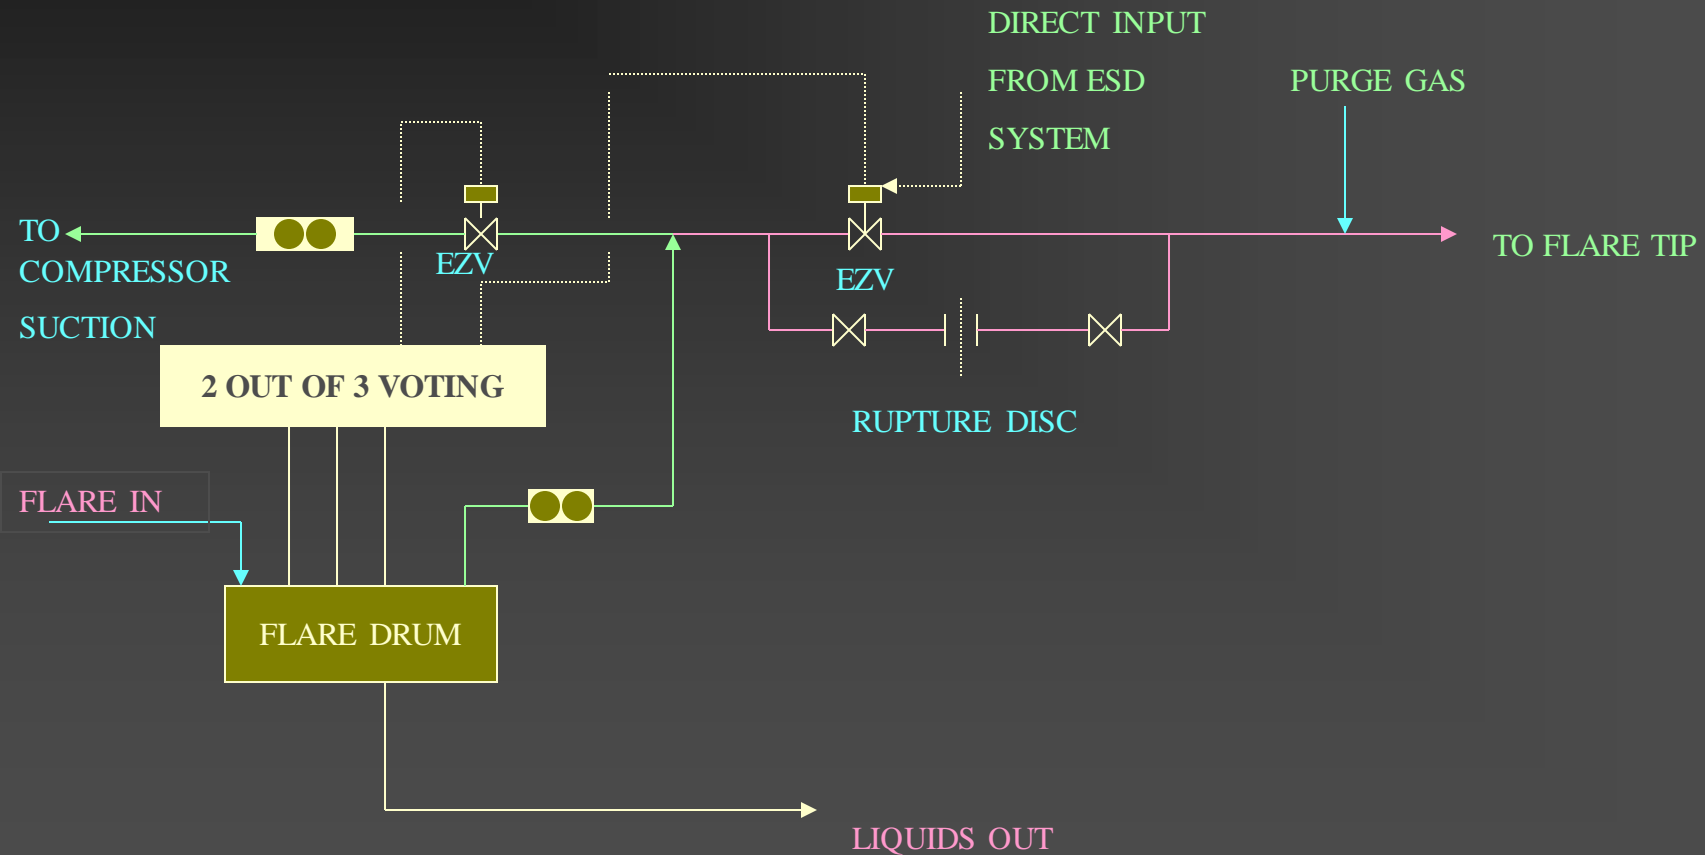 DIRECT INPUT
FROM ESD
SYSTEM
PURGE GAS
TO
COMPRESSOR
SUCTION
EZV
EZV
TO FLARE TIP
2 OUT OF 3 VOTING
RUPTURE DISC
FLARE IN
FLARE DRUM
LIQUIDS OUT